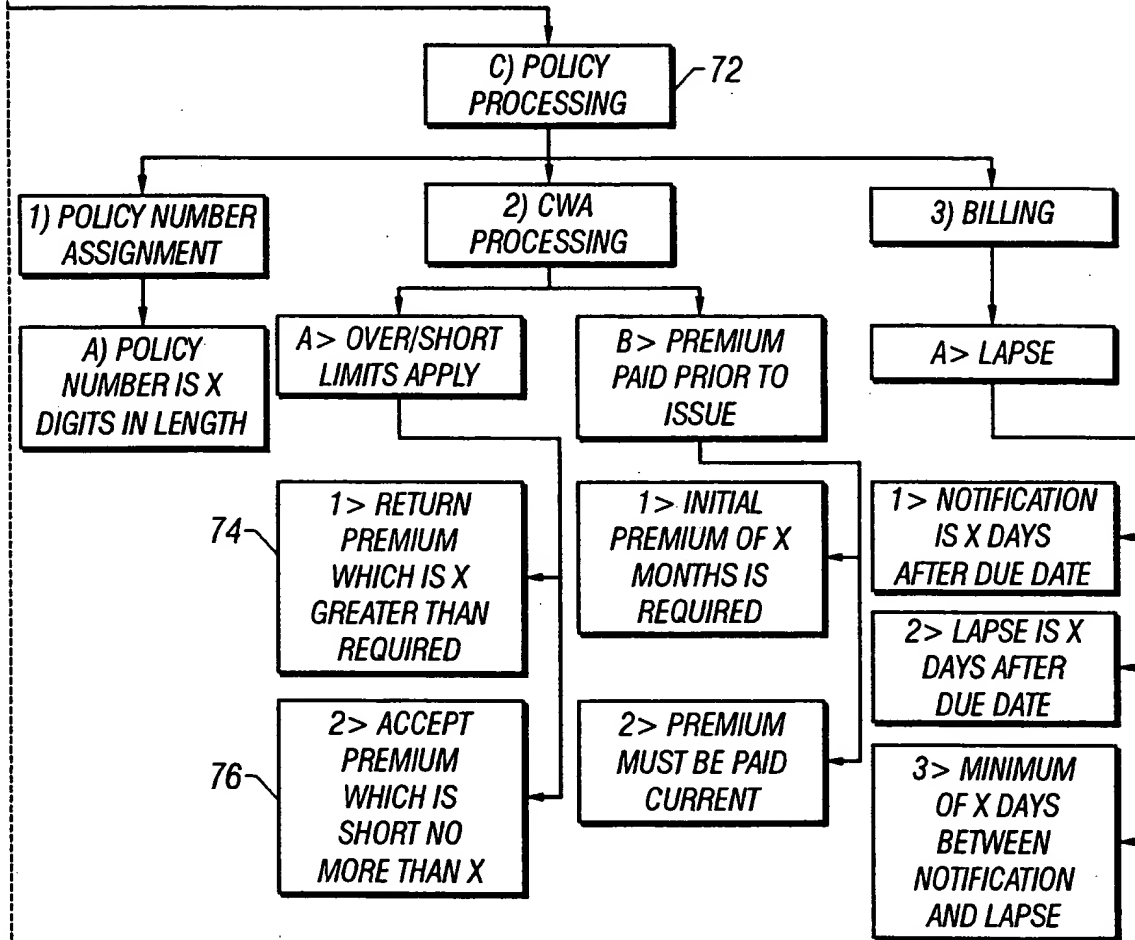 C) POLICY
PROCESSING
72
1) POLICY NUMBER
ASSIGNMENT
2) CWA
PROCESSING
3) BILLING
A) POLICY
NUMBER IS X
DIGITS IN LENGTH
A> OVER/SHORT
LIMITS APPLY
B> PREMIUM
PAID PRIOR TO
ISSUE
A> LAPSE
74
1> RETURN
PREMIUM
WHICH IS X
GREATER THAN
REQUIRED
1> INITIAL
PREMIUM OF X
MONTHS IS
REQUIRED
1> NOTIFICATION
IS X DAYS
AFTER DUE DATE
2> LAPSE IS X
DAYS AFTER
DUE DATE
76
2> ACCEPT
PREMIUM
WHICH IS
SHORT NO
MORE THAN X
2> PREMIUM
MUST BE PAID
CURRENT
3> MINIMUM
OF X DAYS
BETWEEN
NOTIFICATION
AND LAPSE